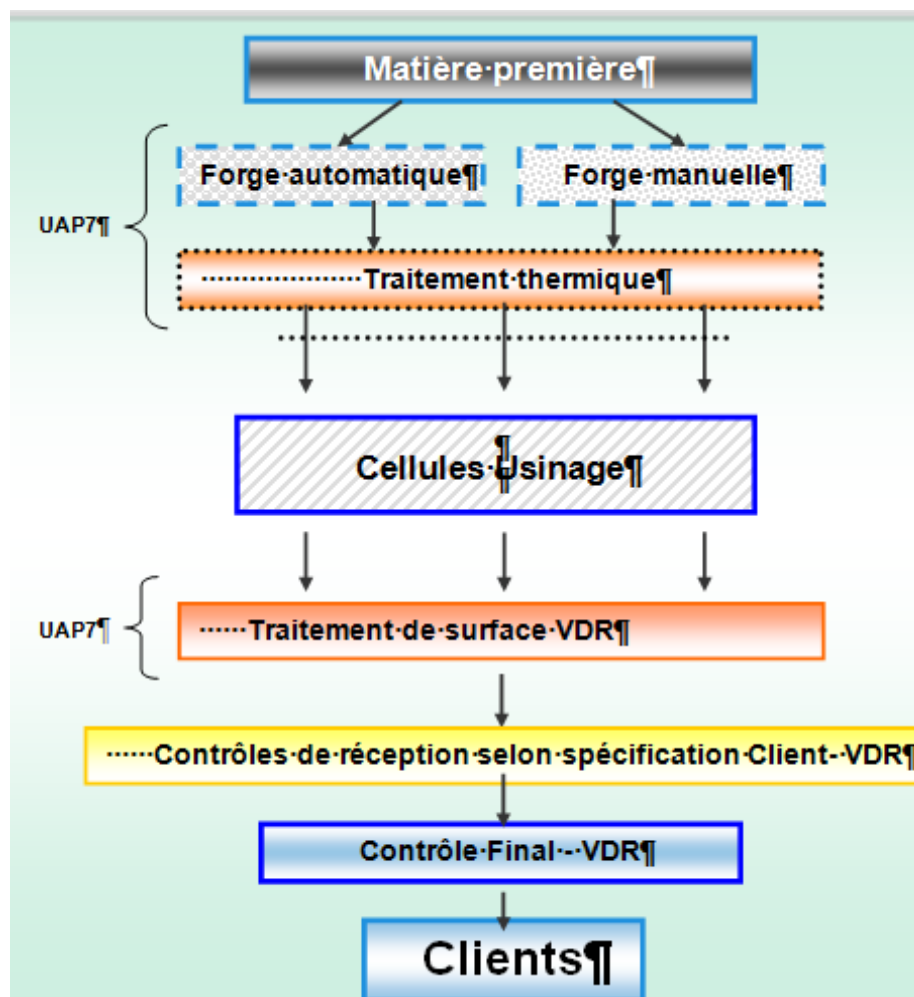 Matière·première¶
Forge·automatique¶
Forge·manuelle¶
UAP7¶
····················Traitement·thermique¶
¶
Cellules·Usinage¶
¶
UAP7¶
······Traitement·de·surface·VDR¶
······Contrôles·de·réception·selon·spécification·Client-·VDR¶
Contrôle·Final·-·VDR¶
Clients¶